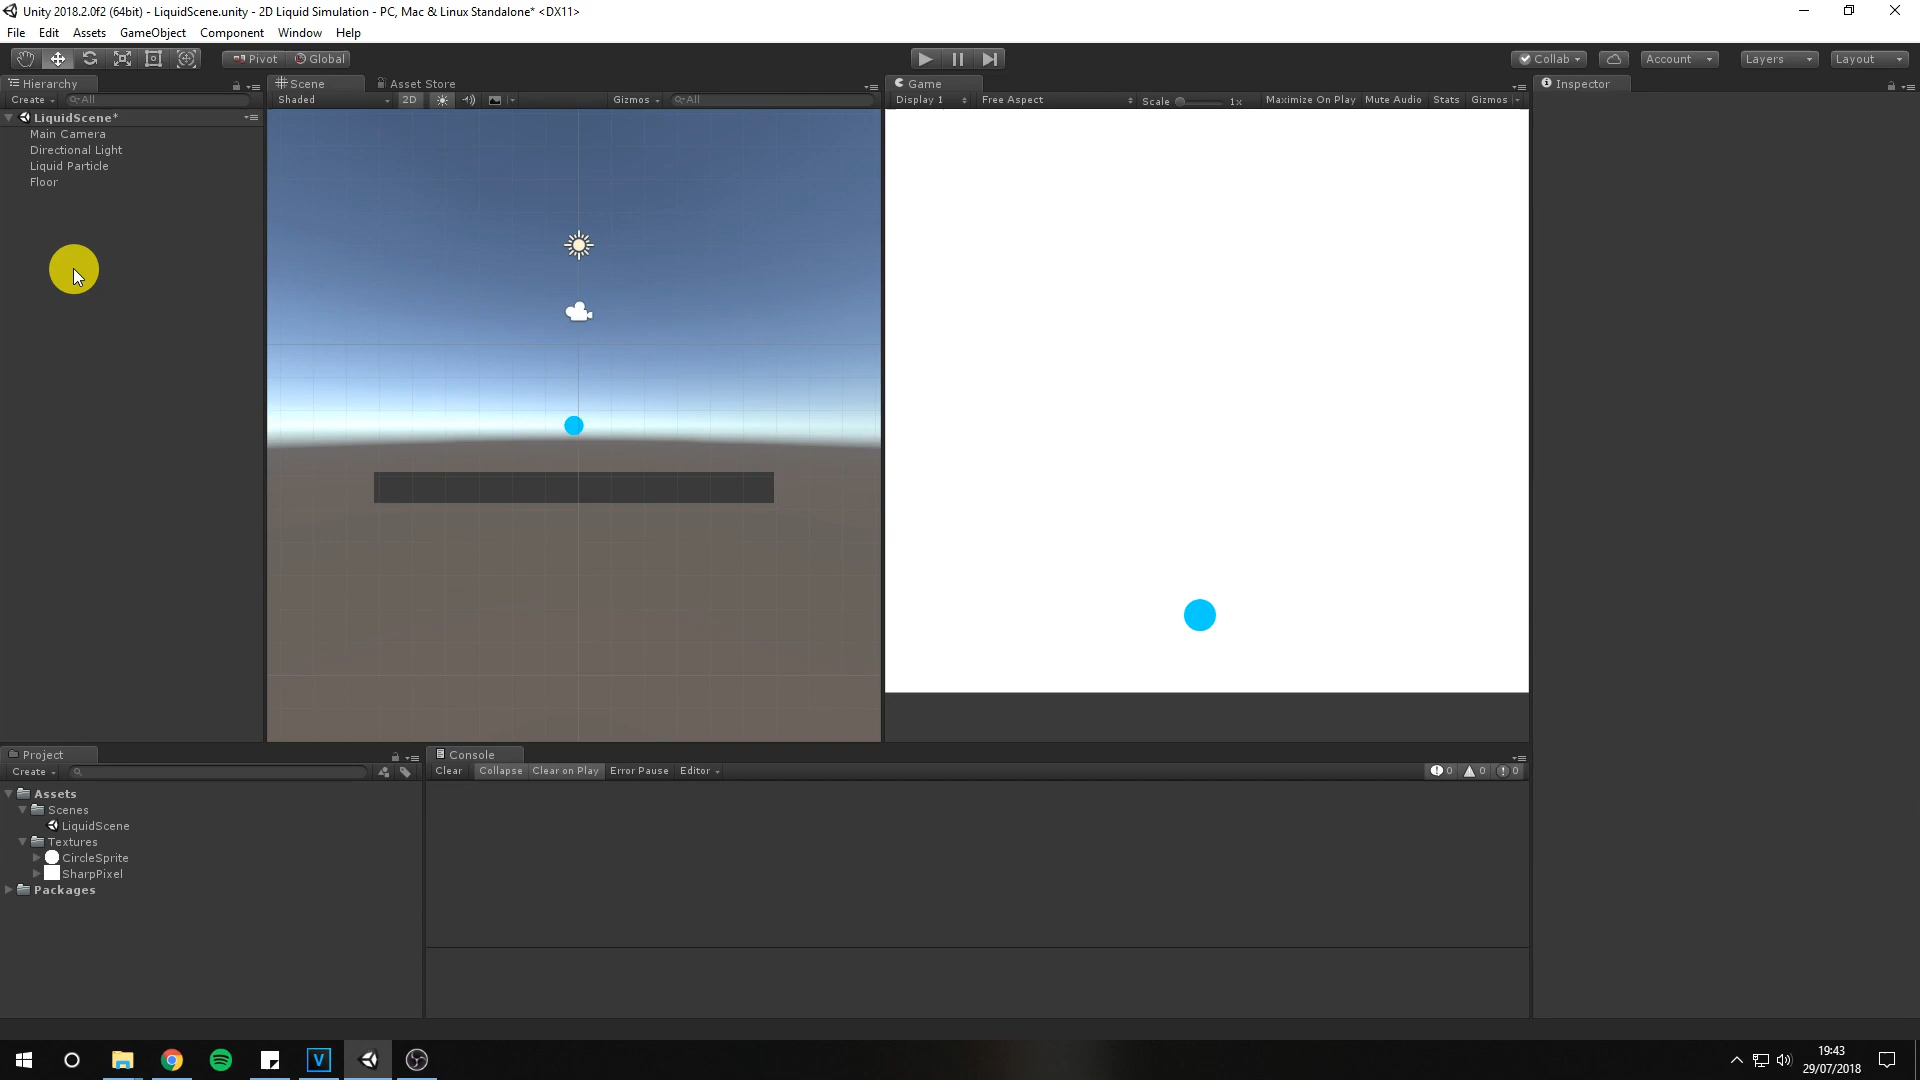 Unity 2018.2.0f2 (64bit) - LiquidScene.unity - 2D Liquid Simulation - PC, Mac & Linux Standalone* <DX11>
File Edit Assets GameObject Component Window Help
Pivot Global Collab Account Layers Layout
Hierarchy Scene Asset Store Game Inspector
Create All Shaded 2D Gizmos All Display 1 Free Aspect Scale 1x Maximize On Play Mute Audio Stats Gizmos
LiquidScene*
Main Camera
Directional Light
Liquid Particle
Floor
Project Console
Create Clear Collapse Clear on Play Error Pause Editor 0 0 0
Assets
Scenes
LiquidScene
Textures
CircleSprite
SharpPixel
Packages
V
19:43
29/07/2018